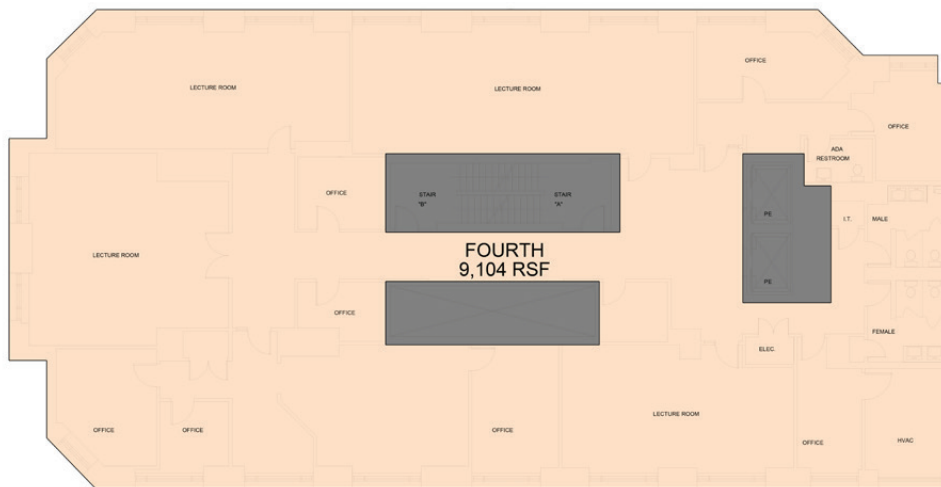 OFFICE
LECTURE ROOM
LECTURE ROOM
OFFICE
ADA
RESTROOM
OFFICE
STAIR
"B"
STAIR
"A"
PE
I.T.
MALE
FOURTH
9,104 RSF
LECTURE ROOM
PE
OFFICE
FEMALE
ELEC.
LECTURE ROOM
OFFICE
OFFICE
OFFICE
OFFICE
HVAC